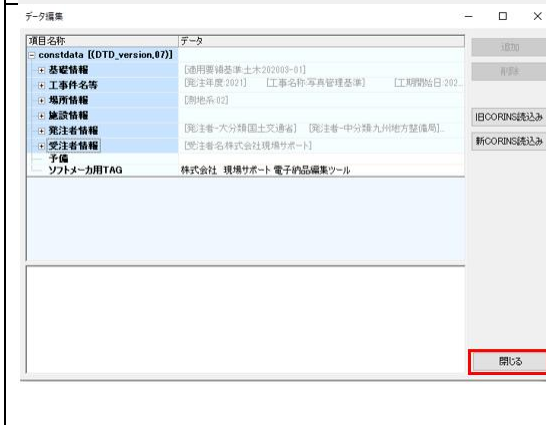 データ編集
項目名称 データ
constdata [(DTD_version,07)]
基礎情報 [適用要領基準:土木202003-01]
工事件名等 [発注年度:2021] [工事名称:写真管理基準] [工期開始日:202...
場所情報 [測地系:02]
施設情報
発注者情報 [発注者-大分類:国土交通省] [発注者-中分類:九州地方整備局]...
受注者情報 [受注者名:株式会社現場サポート]
予備
ソフトメーカ用TAG 株式会社 現場サポート 電子納品編集ツール
追加
削除
旧CORINS読込み
新CORINS読込み
閉じる